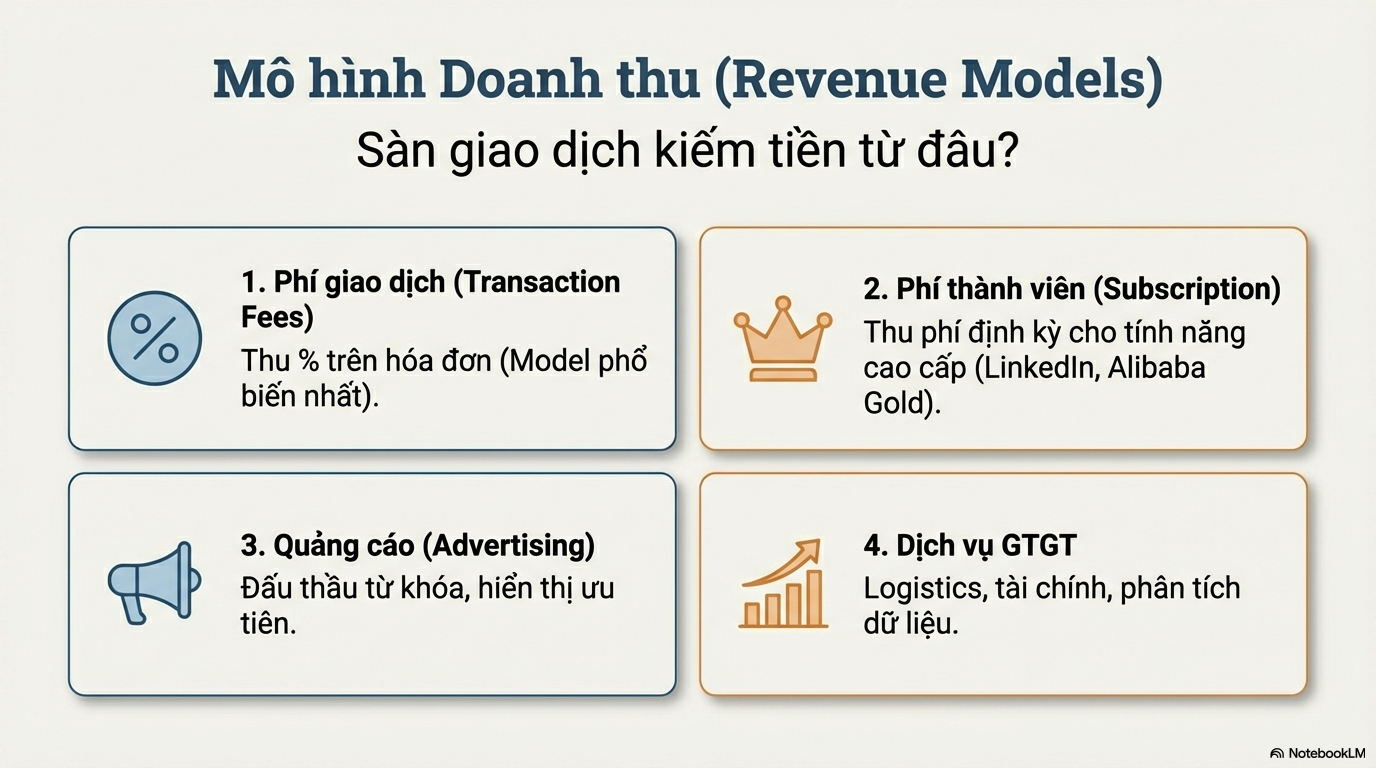 Mô hình Doanh thu (Revenue Models)
Sàn giao dịch kiếm tiền từ đâu?
1. Phí giao dịch (Transaction
Fees)
Thu % trên hóa đơn (Model phổ
biến nhất).
2. Phí thành viên (Subscription)
Thu phí định kỳ cho tính năng
cao cấp (LinkedIn, Alibaba
Gold).
3. Quảng cáo (Advertising)
Đấu thầu từ khóa, hiển thị ưu
tiên.
4. Dịch vụ GTGT
Logistics, tài chính, phân tích
dữ liệu.
NotebookLM